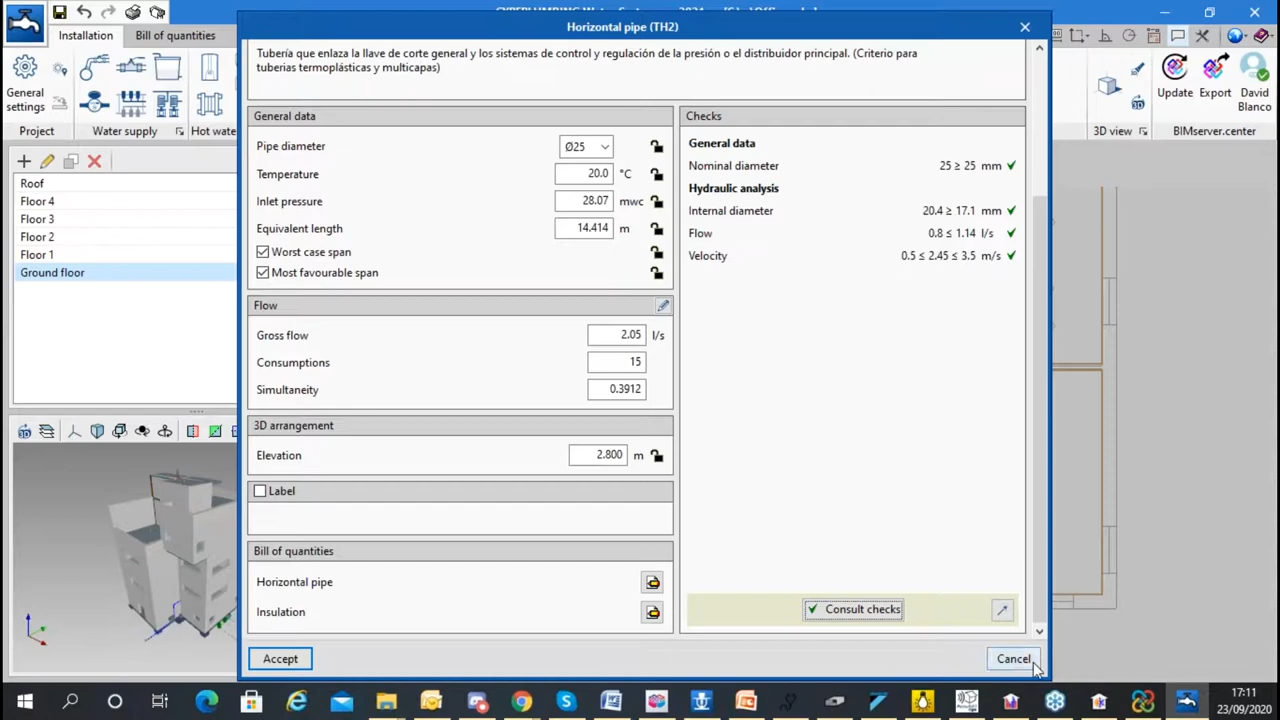 Horizontal pipe (TH2)
Installation
Bill of quantities
General
settings
Project
Water supply
Hot wate
Update
Export
David
Blanco
3D view
BIMserver.center
Tubería que enlaza la llave de corte general y los sistemas de control y regulación de la presión o el distribuidor principal. (Criterio para
tuberias termoplásticas y multicapas)
Roof
Floor 4
Floor 3
Floor 2
Floor 1
Ground floor
General data
Pipe diameter Ø25
Temperature 20.0 °C
Inlet pressure 28.07 mwc
Equivalent length 14.414 m
Worst case span
Most favourable span
Flow
Gross flow 2.05 l/s
Consumptions 15
Simultaneity 0.3912
3D arrangement
Elevation 2.800 m
Label
Bill of quantities
Horizontal pipe
Insulation
Checks
General data
Nominal diameter 25 ≥ 25 mm
Hydraulic analysis
Internal diameter 20.4 ≥ 17.1 mm
Flow 0.8 ≤ 1.14 l/s
Velocity 0.5 ≤ 2.45 ≤ 3.5 m/s
Consult checks
Accept
Cancel
17:11
23/09/2020